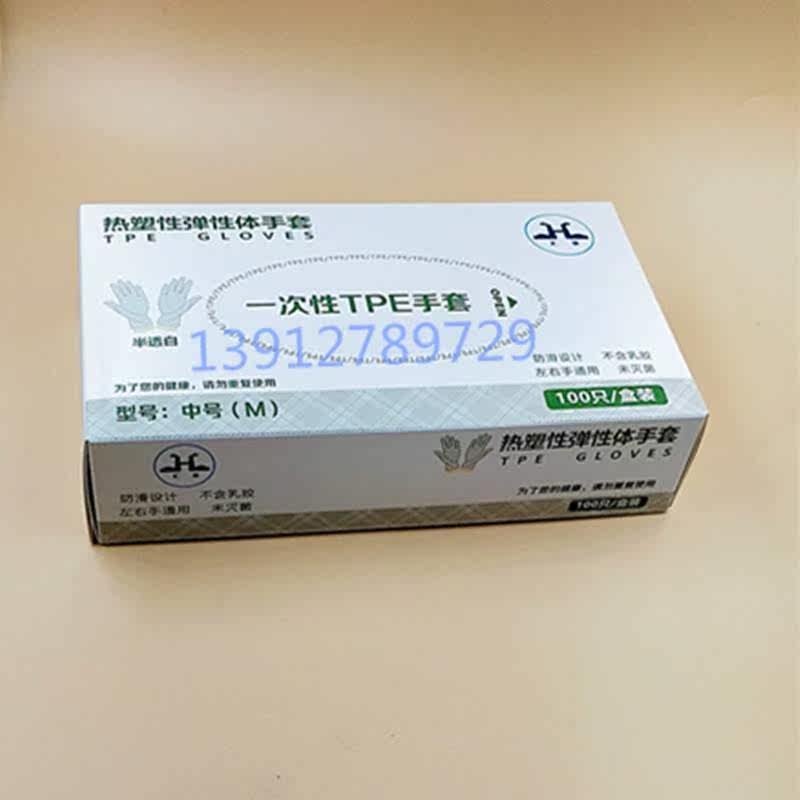 热塑性弹性体手套
TPE GLOVES
一次性TPE手套
OPEN
半透白
13912789729
防滑设计 不含乳胶
左右手通用 未灭菌
为了您的健康，请勿重复使用
100只/盒装
型号：中号（M）
热塑性弹性体手套
TPE GLOVES
防滑设计 不含乳胶
左右手通用 未灭菌
为了您的健康，请勿重复使用
100只/盒装